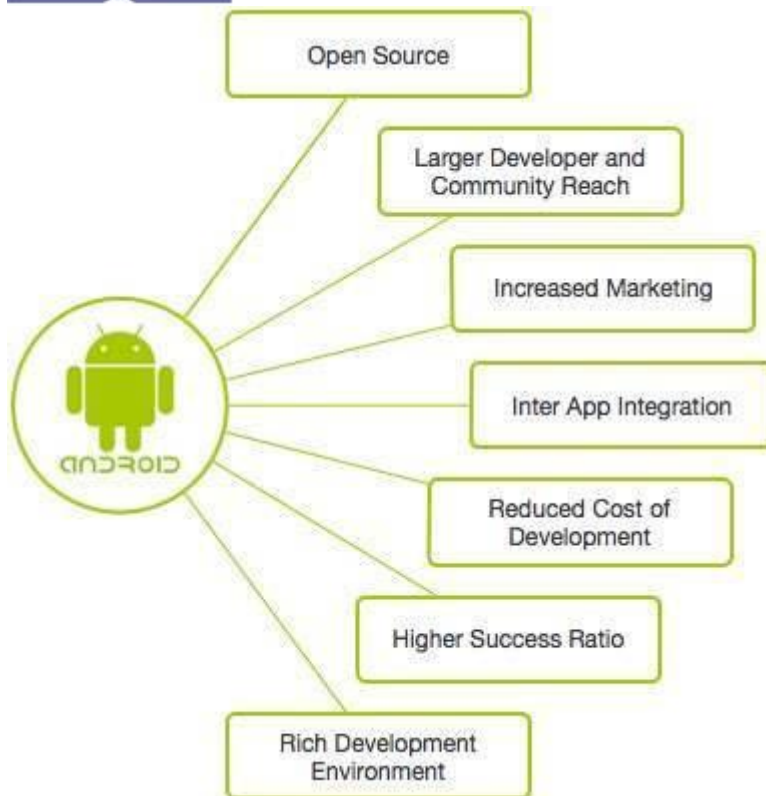 Open Source
Larger Developer and
Community Reach
Increased Marketing
Inter App Integration
ANDROID
Reduced Cost of
Development
Higher Success Ratio
Rich Development
Environment